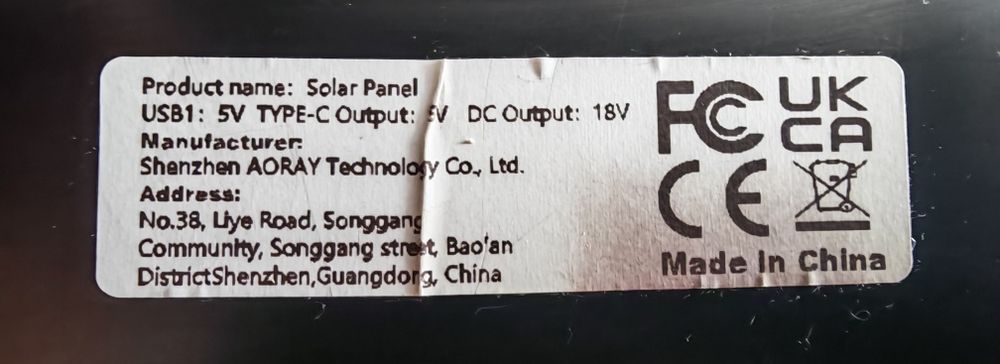 Product name: Solar Panel
USB1: 5V TYPE-C Output: V DC Output: 18V
Manufacturer:
Shenzhen AORAY Technology Co., Ltd.
Address:
No.38, Liye Road, Songgang
Community, Songgang street, Bao'an
DistrictShenzhen,Guangdong, China
FC
UK
CA
CE
Made in China